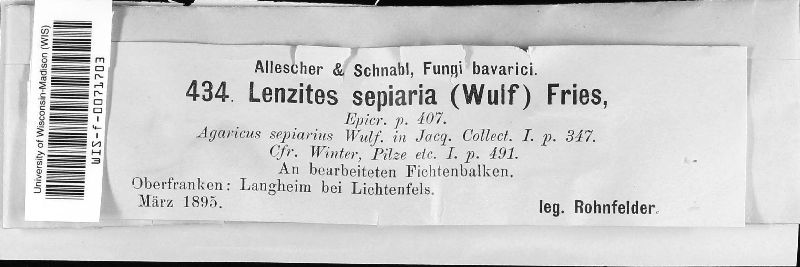 University of Wisconsin-Madison (WIS)
WIS-f-0071703
Allescher & Schnabl, Fungi bavarici.
434. Lenzites sepiaria (Wulf) Fries,
Epicr. p. 407.
Agaricus sepiarius Wulf. in Jacq. Collect. I. p. 347.
Cfr. Winter, Pilze etc. I. p. 491.
An bearbeiteten Fichtenbalken.
Oberfranken: Langheim bei Lichtenfels.
März 1895.
leg. Rohnfelder.